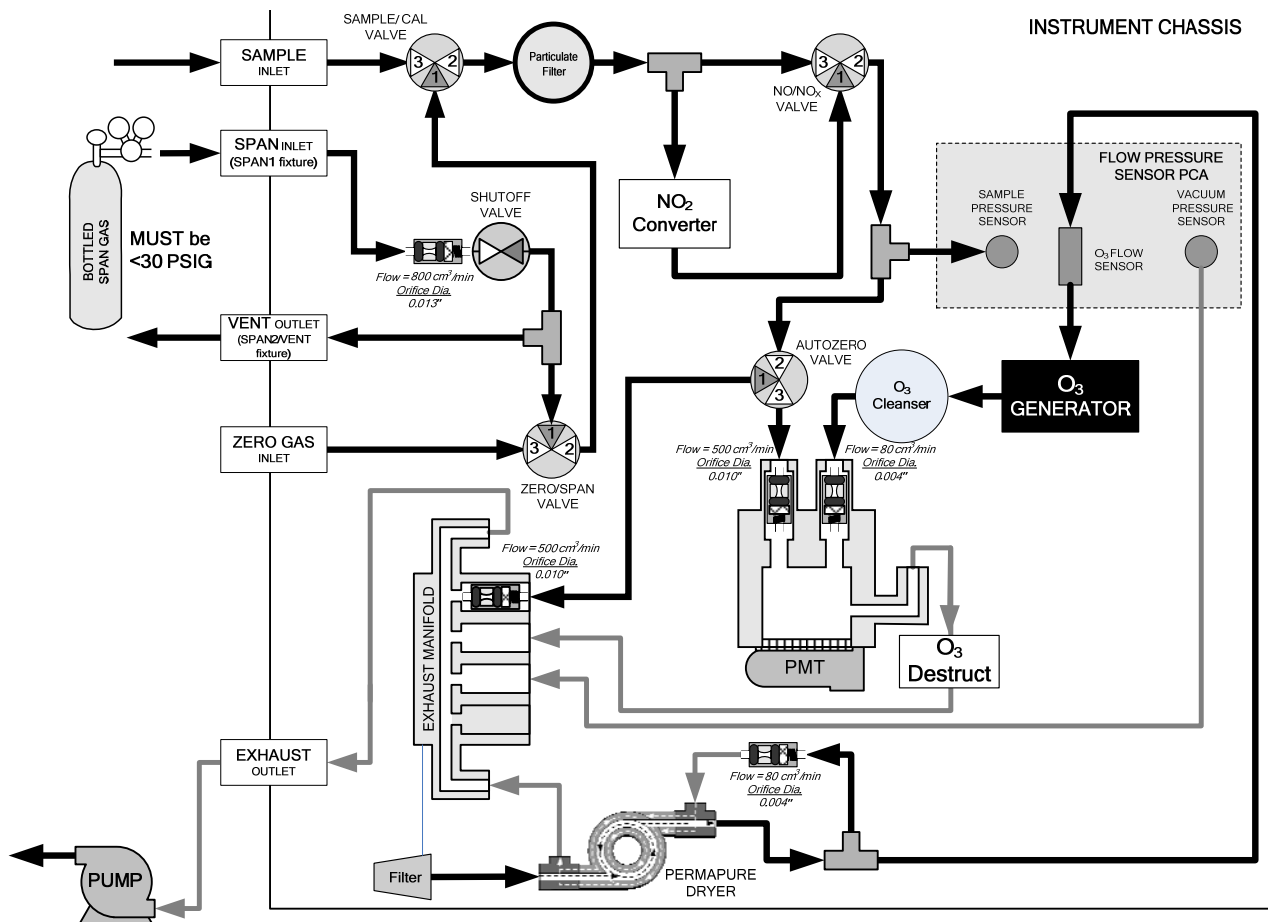 INSTRUMENT CHASSIS
SAMPLE/CAL
VALVE
SAMPLE
INLET
3
2
1
Particulate
Filter
3
2
1
NO/NOX
VALVE
SPAN INLET
(SPAN1 fixture)
BOTTLED
SPAN GAS
MUST be
<30 PSIG
SHUTOFF
VALVE
Flow = 800 cm³/min
Orifice Dia.
0.013"
NO₂
Converter
FLOW PRESSURE
SENSOR PCA
SAMPLE
PRESSURE
SENSOR
VACUUM
PRESSURE
SENSOR
O₃ FLOW
SENSOR
VENT OUTLET
(SPAN2/VENT
fixture)
AUTOZERO
VALVE
2
1
3
O₃
Cleanser
O₃
GENERATOR
ZERO GAS
INLET
1
3
2
ZERO/SPAN
VALVE
Flow = 500 cm³/min
Orifice Dia.
0.010"
Flow = 80 cm³/min
Orifice Dia.
0.004"
Flow = 500 cm³/min
Orifice Dia.
0.010"
EXHAUST MANIFOLD
PMT
O₃
Destruct
EXHAUST
OUTLET
Flow = 80 cm³/min
Orifice Dia.
0.004"
PUMP
Filter
PERMAPURE
DRYER